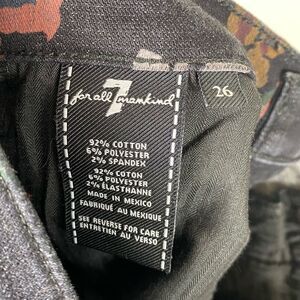 7
for all mankind
26
92% COTTON
6% POLYESTER
2% SPANDEX
92% COTON
6% POLYESTER
2% ÉLASTHANNE
MADE IN MEXICO
FABRIQUÉ AU MEXIQUE
SEE REVERSE FOR CARE
ENTRETIEN AU VERSO